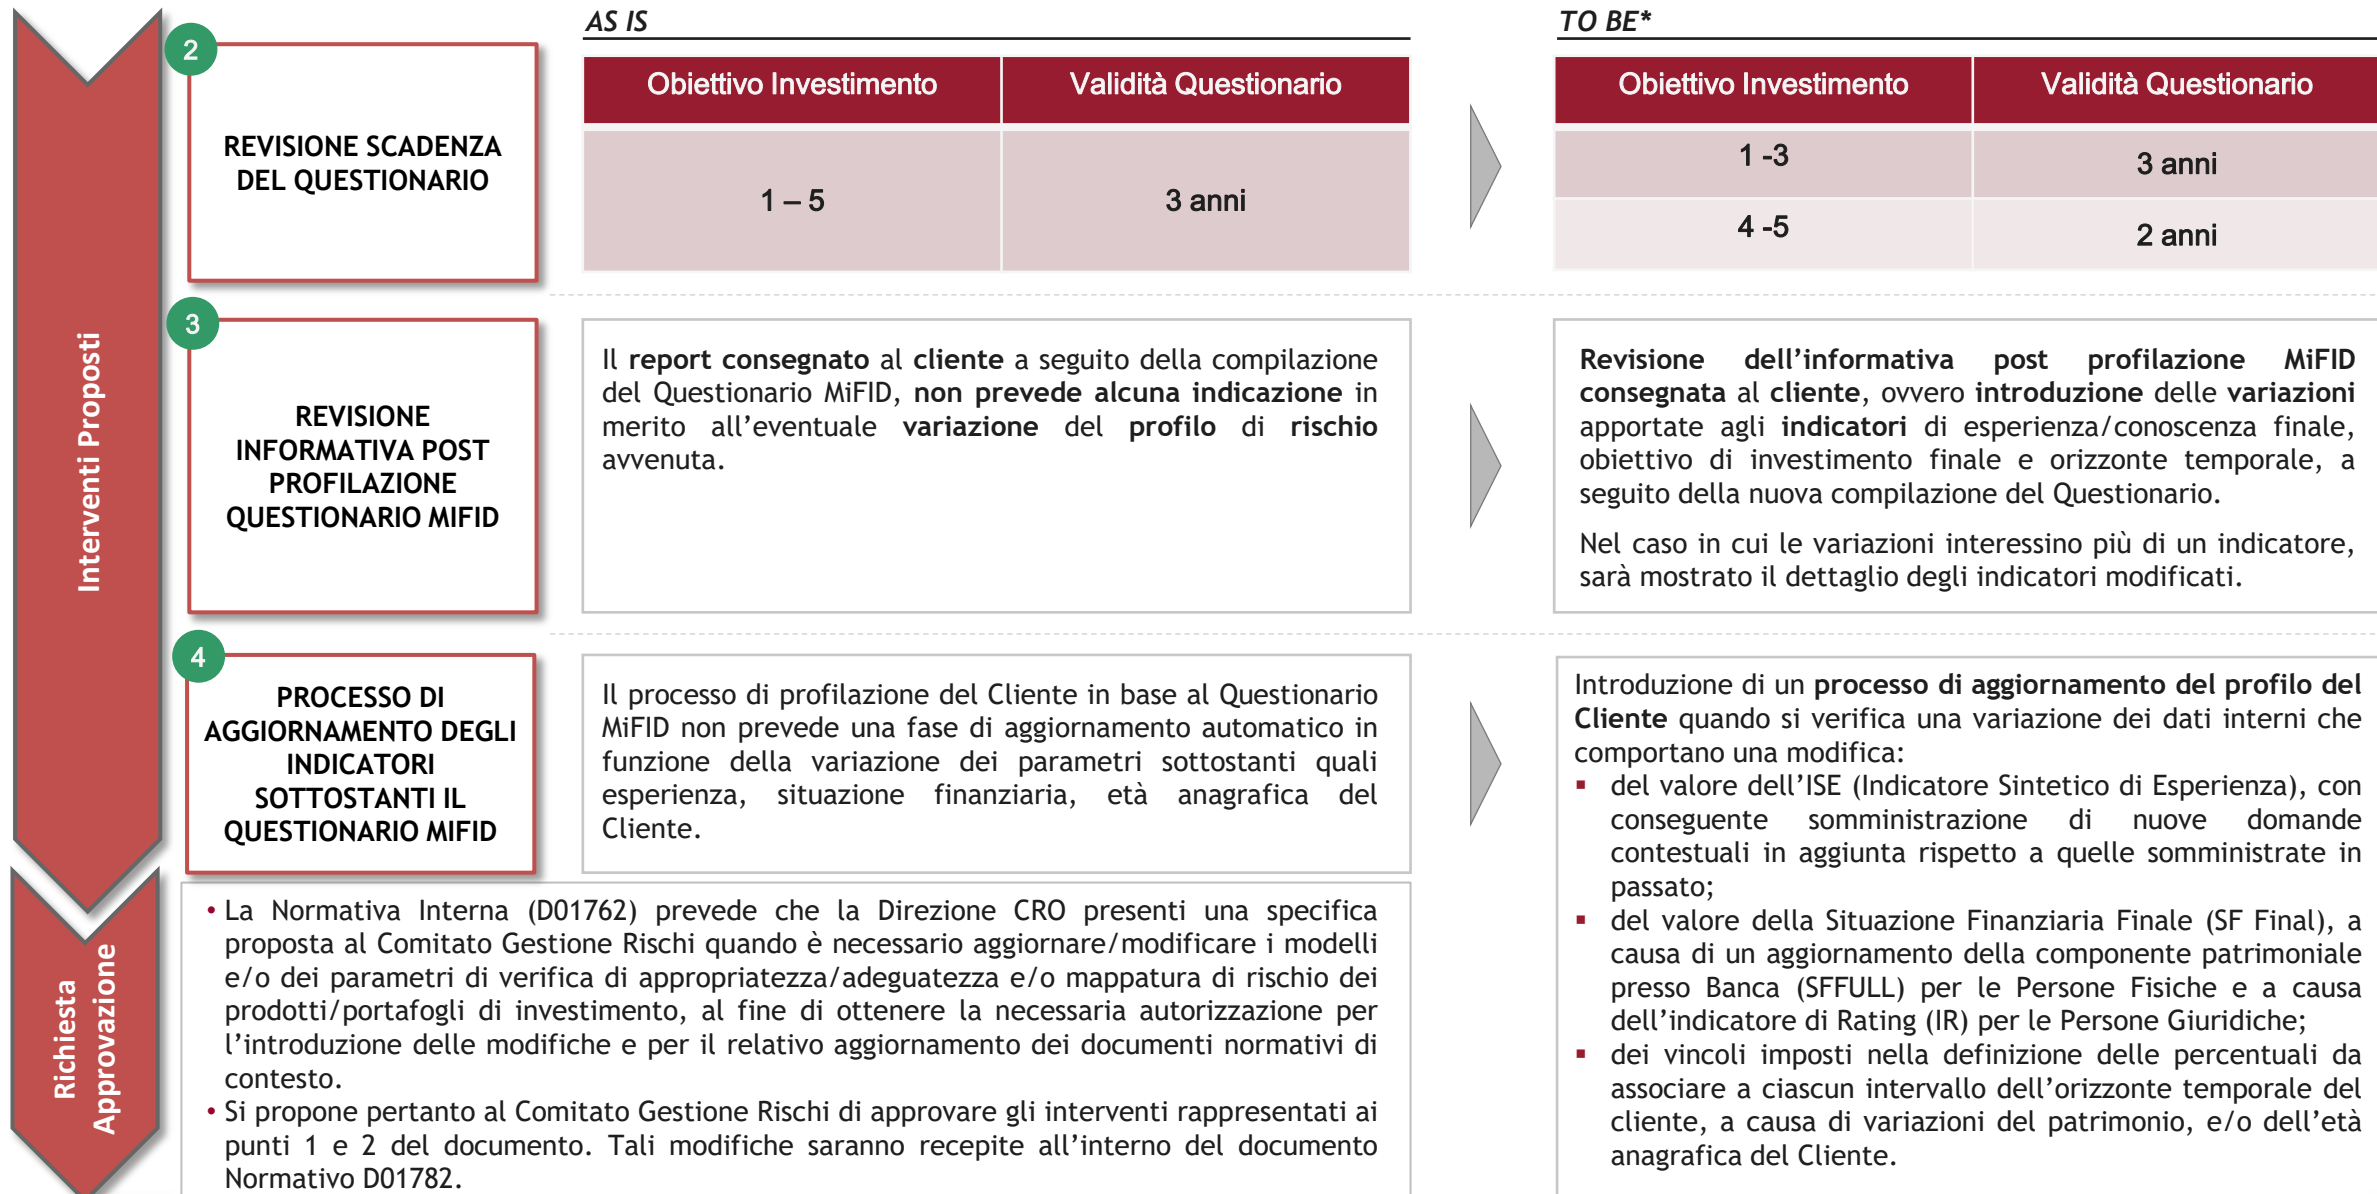 AS IS
TO BE*
Interventi Proposti
2
REVISIONE SCADENZA
DEL QUESTIONARIO
Obiettivo Investimento
Validità Questionario
1 – 5
3 anni
Obiettivo Investimento
Validità Questionario
1 -3
3 anni
4 -5
2 anni
3
REVISIONE
INFORMATIVA POST
PROFILAZIONE
QUESTIONARIO MIFID
Il report consegnato al cliente a seguito della compilazione
del Questionario MiFID, non prevede alcuna indicazione in
merito all’eventuale variazione del profilo di rischio
avvenuta.
Revisione dell’informativa post profilazione MiFID
consegnata al cliente, ovvero introduzione delle variazioni
apportate agli indicatori di esperienza/conoscenza finale,
obiettivo di investimento finale e orizzonte temporale, a
seguito della nuova compilazione del Questionario.
Nel caso in cui le variazioni interessino più di un indicatore,
sarà mostrato il dettaglio degli indicatori modificati.
4
PROCESSO DI
AGGIORNAMENTO DEGLI
INDICATORI
SOTTOSTANTI IL
QUESTIONARIO MIFID
Il processo di profilazione del Cliente in base al Questionario
MiFID non prevede una fase di aggiornamento automatico in
funzione della variazione dei parametri sottostanti quali
esperienza, situazione finanziaria, età anagrafica del
Cliente.
Introduzione di un processo di aggiornamento del profilo del
Cliente quando si verifica una variazione dei dati interni che
comportano una modifica:
▪ del valore dell’ISE (Indicatore Sintetico di Esperienza), con
conseguente somministrazione di nuove domande
contestuali in aggiunta rispetto a quelle somministrate in
passato;
▪ del valore della Situazione Finanziaria Finale (SF Final), a
causa di un aggiornamento della componente patrimoniale
presso Banca (SFFULL) per le Persone Fisiche e a causa
dell’indicatore di Rating (IR) per le Persone Giuridiche;
▪ dei vincoli imposti nella definizione delle percentuali da
associare a ciascun intervallo dell’orizzonte temporale del
cliente, a causa di variazioni del patrimonio, e/o dell’età
anagrafica del Cliente.
Richiesta
Approvazione
• La Normativa Interna (D01762) prevede che la Direzione CRO presenti una specifica
proposta al Comitato Gestione Rischi quando è necessario aggiornare/modificare i modelli
e/o dei parametri di verifica di appropriatezza/adeguatezza e/o mappatura di rischio dei
prodotti/portafogli di investimento, al fine di ottenere la necessaria autorizzazione per
l’introduzione delle modifiche e per il relativo aggiornamento dei documenti normativi di
contesto.
• Si propone pertanto al Comitato Gestione Rischi di approvare gli interventi rappresentati ai
punti 1 e 2 del documento. Tali modifiche saranno recepite all’interno del documento
Normativo D01782.